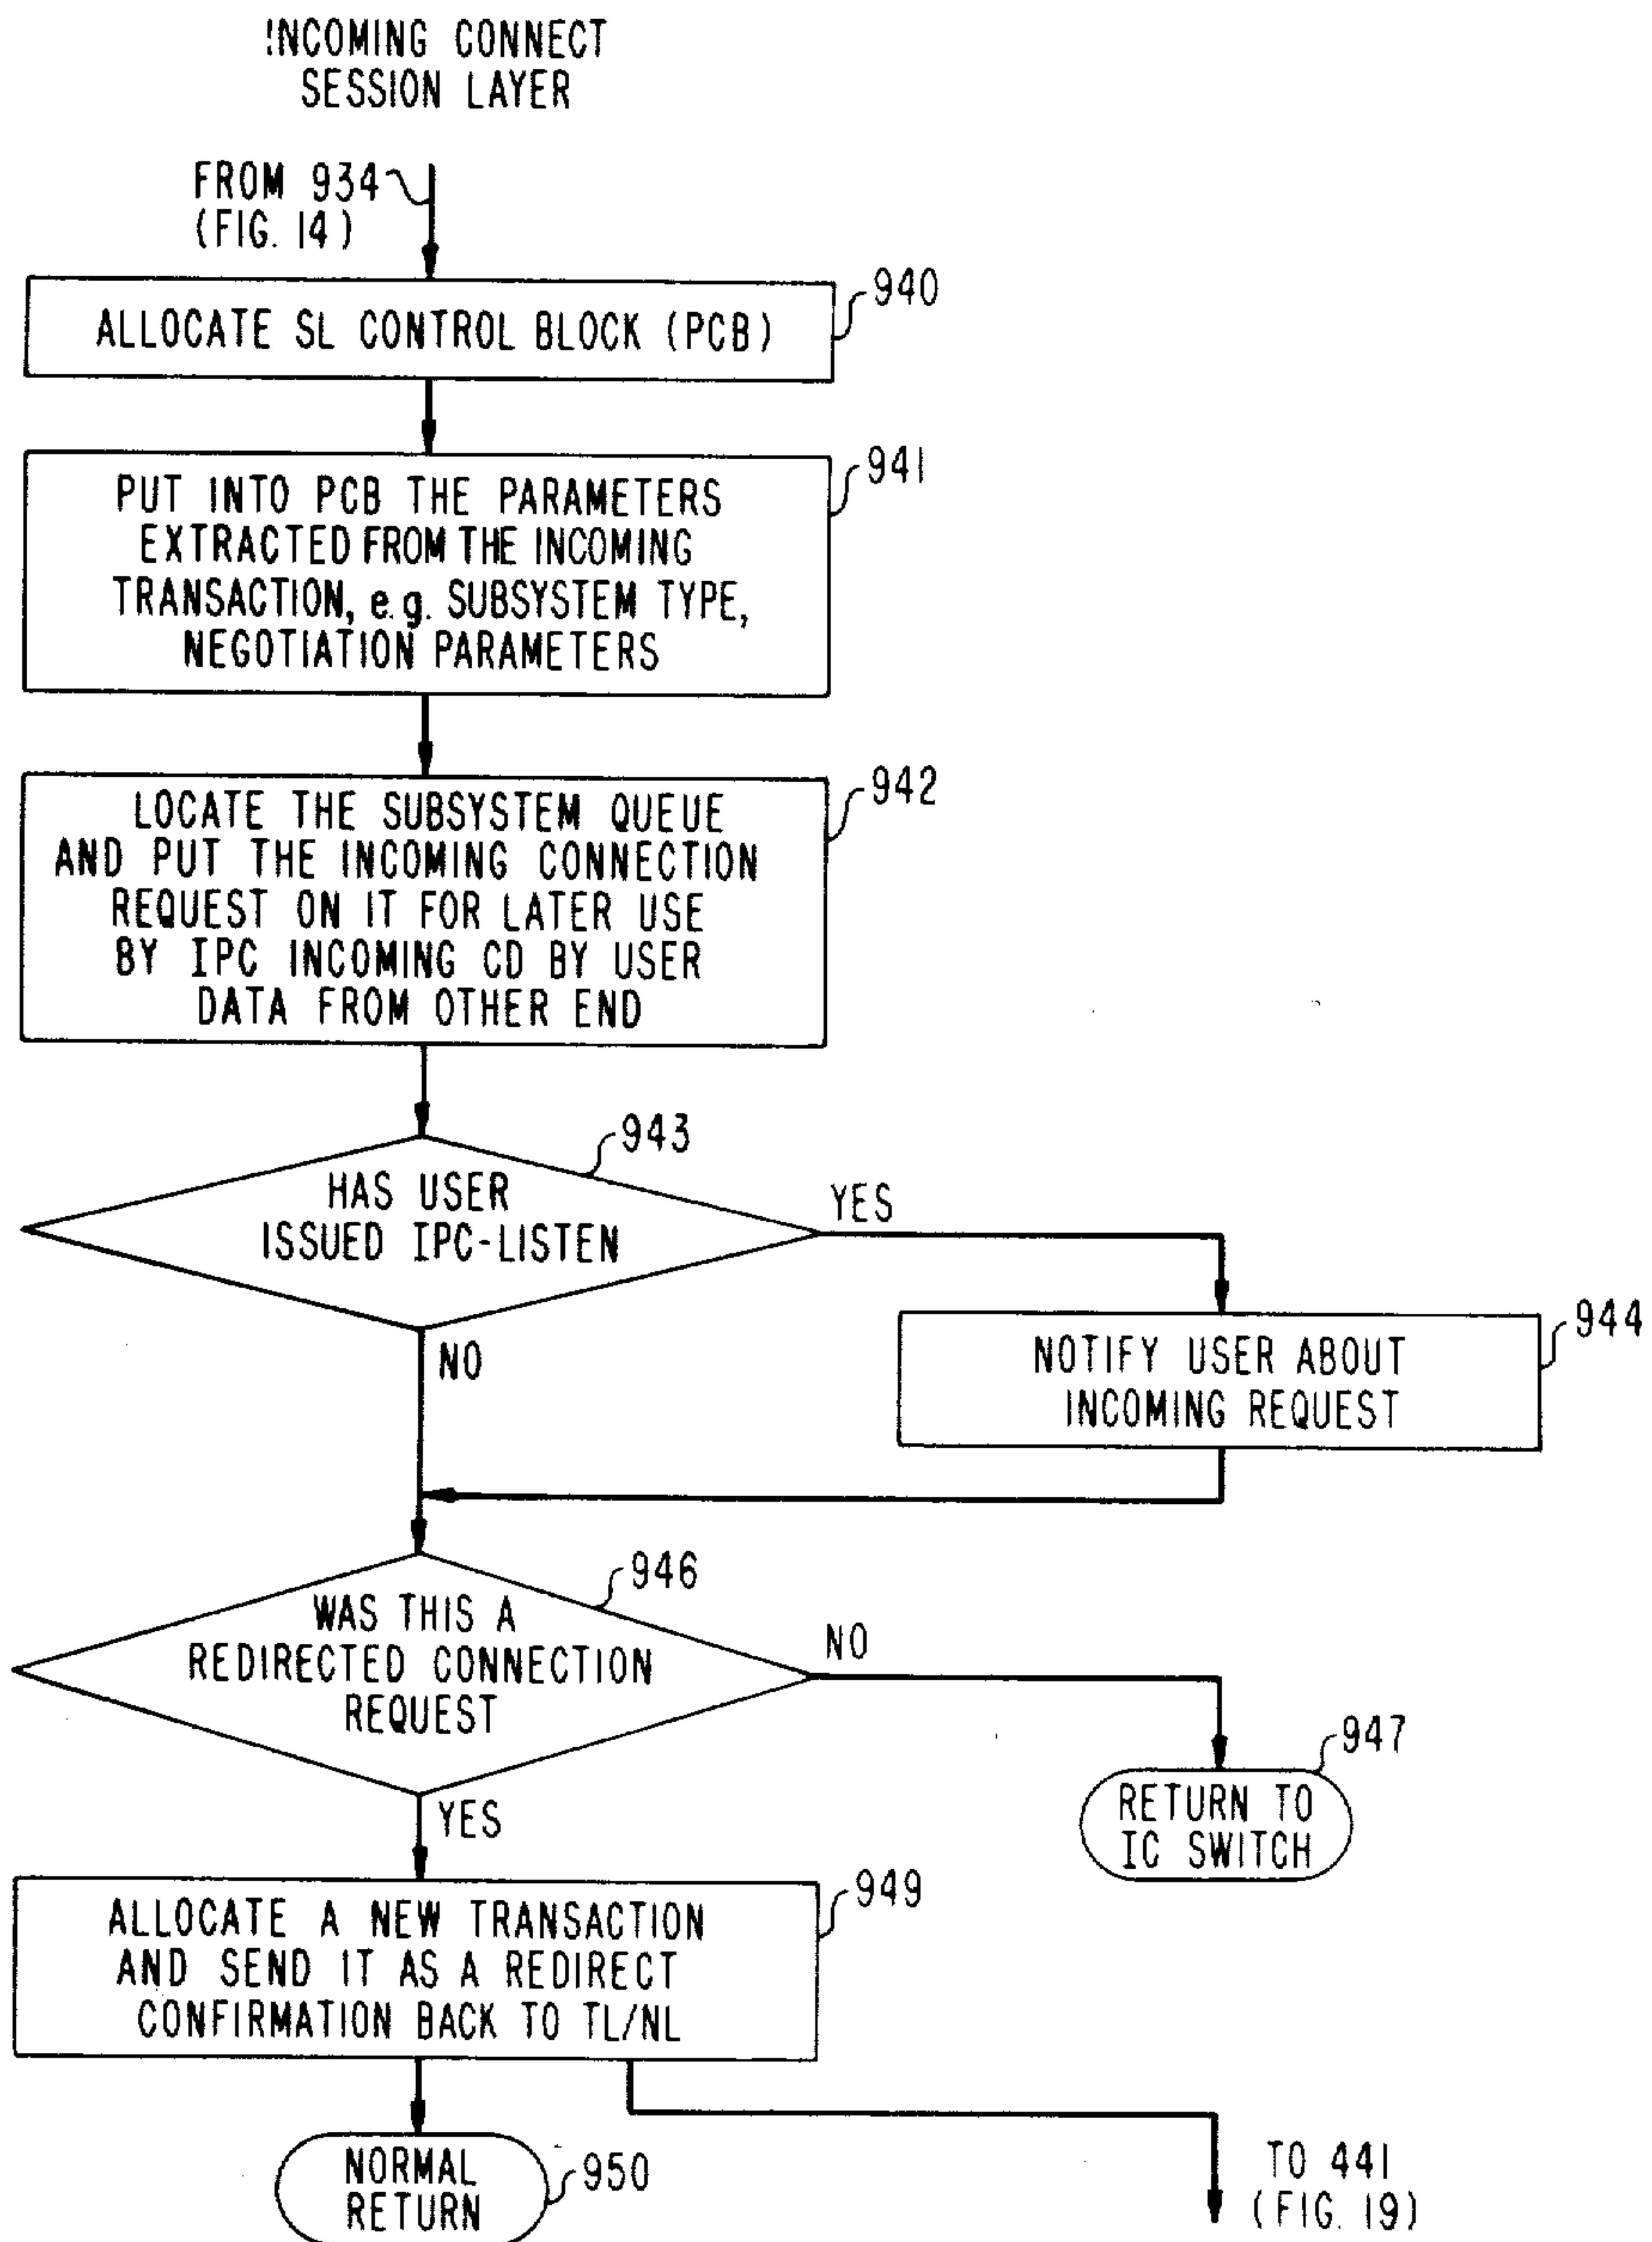 INCOMING CONNECT
SESSION LAYER
FROM 934
(FIG. 14)
940
ALLOCATE SL CONTROL BLOCK (PCB)
941
PUT INTO PCB THE PARAMETERS
EXTRACTED FROM THE INCOMING
TRANSACTION, e.g. SUBSYSTEM TYPE,
NEGOTIATION PARAMETERS
942
LOCATE THE SUBSYSTEM QUEUE
AND PUT THE INCOMING CONNECTION
REQUEST ON IT FOR LATER USE
BY IPC INCOMING CD BY USER
DATA FROM OTHER END
943
HAS USER
ISSUED IPC-LISTEN
YES
NO
944
NOTIFY USER ABOUT
INCOMING REQUEST
946
WAS THIS A
REDIRECTED CONNECTION
REQUEST
NO
947
RETURN TO
IC SWITCH
YES
949
ALLOCATE A NEW TRANSACTION
AND SEND IT AS A REDIRECT
CONFIRMATION BACK TO TL/NL
NORMAL
RETURN
950
TO 441
(FIG. 19)